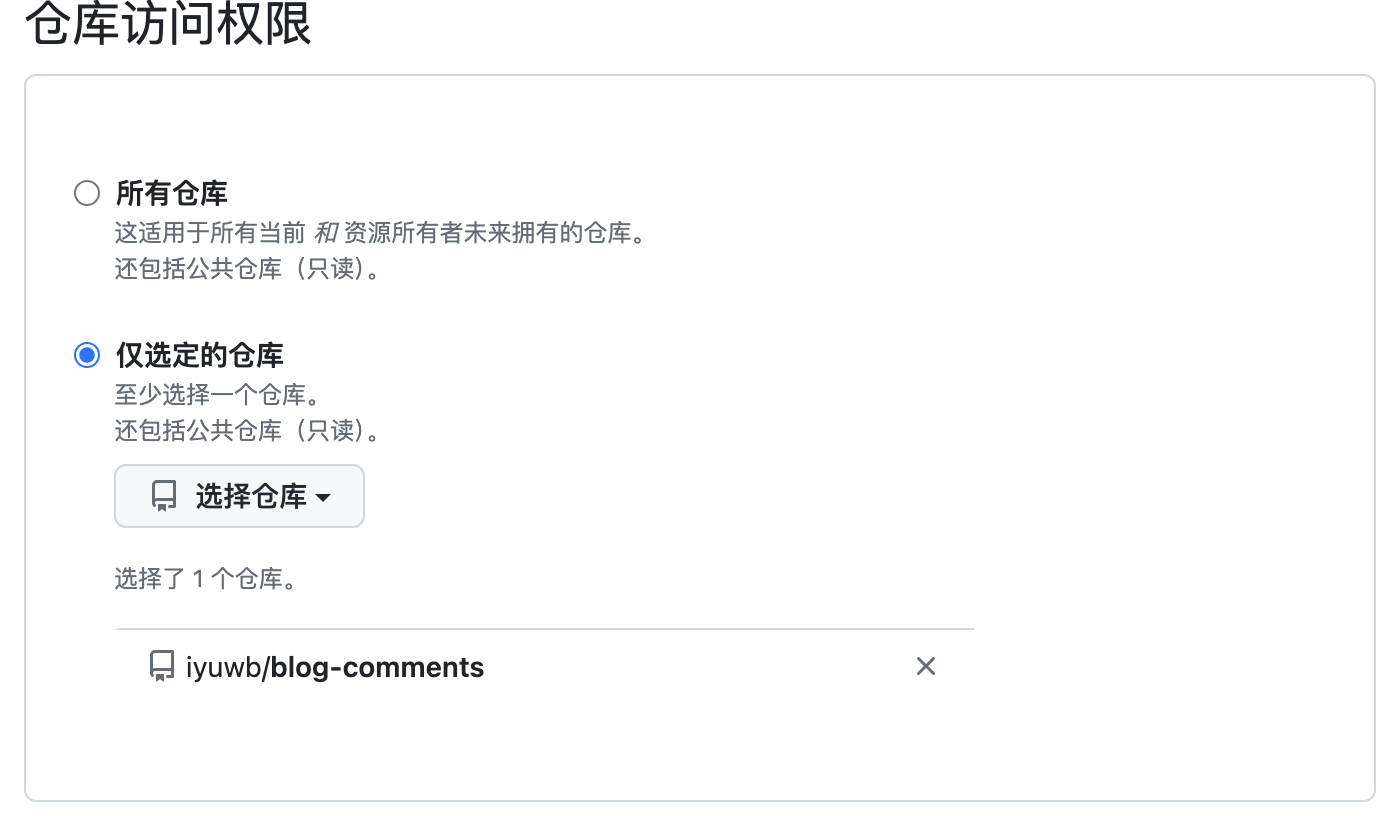 仓库访问权限
所有仓库
这适用于所有当前 和 资源所有者未来拥有的仓库。
还包括公共仓库（只读）。
仅选定的仓库
至少选择一个仓库。
还包括公共仓库（只读）。
选择仓库
选择了 1 个仓库。
iyuwb/blog-comments